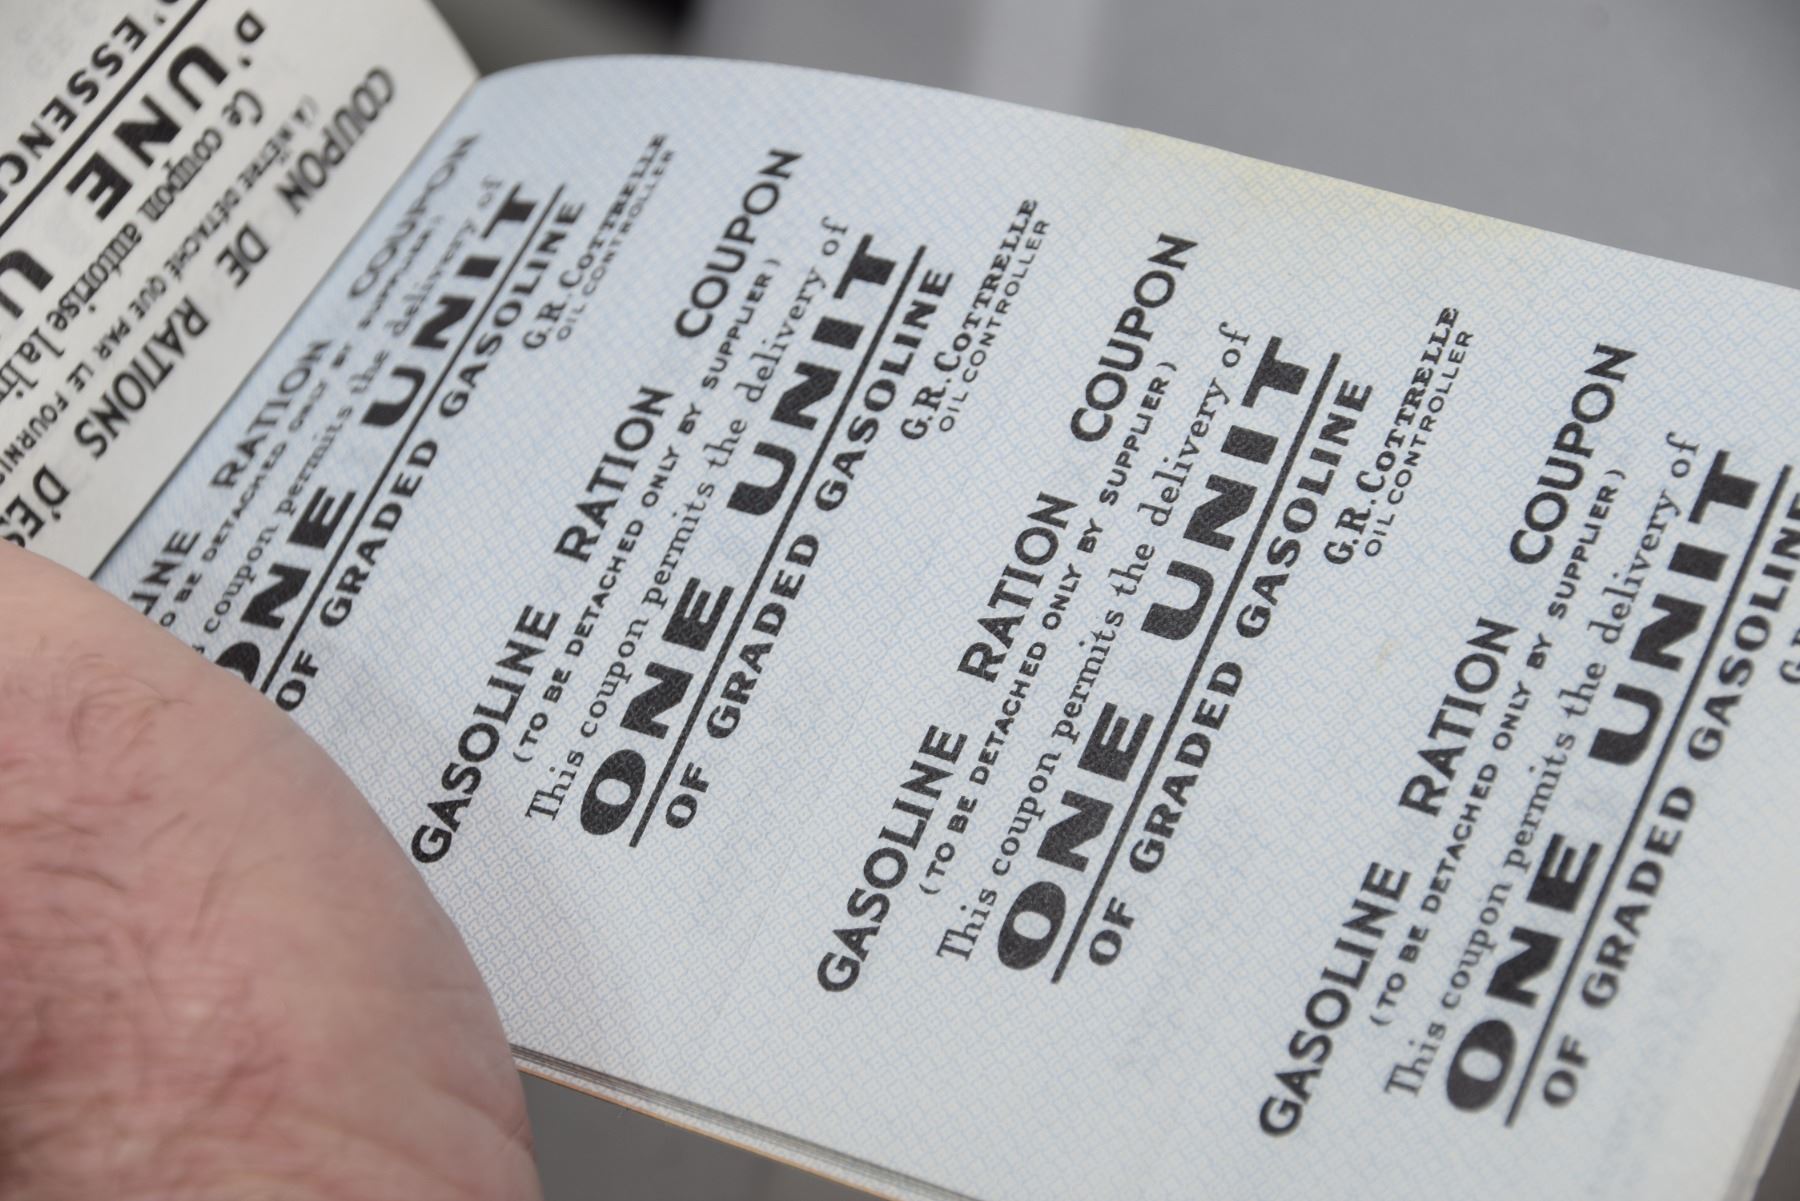 COUPON DE RATIONS
(À ÊTRE DÉTACHÉ QUE PAR LE
Ce coupon autorise
D'UNE
D'ESSENCE
RATION COUPON
TO BE DETACHED ONLY BY
coupon permits the delivery of
ONE UNIT
OF GRADED GASOLINE
G.R. COTTRELLE
OIL CONTROLLER
GASOLINE RATION COUPON
(TO BE DETACHED ONLY BY SUPPLIER)
This coupon permits the delivery of
ONE UNIT
OF GRADED GASOLINE
G.R. COTTRELLE
OIL CONTROLLER
GASOLINE RATION COUPON
(TO BE DETACHED ONLY BY SUPPLIER)
This coupon permits the delivery of
ONE UNIT
OF GRADED GASOLINE
G.R. COTTRELLE
OIL CONTROLLER
GASOLINE RATION COUPON
(TO BE DETACHED ONLY BY SUPPLIER)
This coupon permits the delivery of
ONE UNIT
OF GRADED GASOLINE